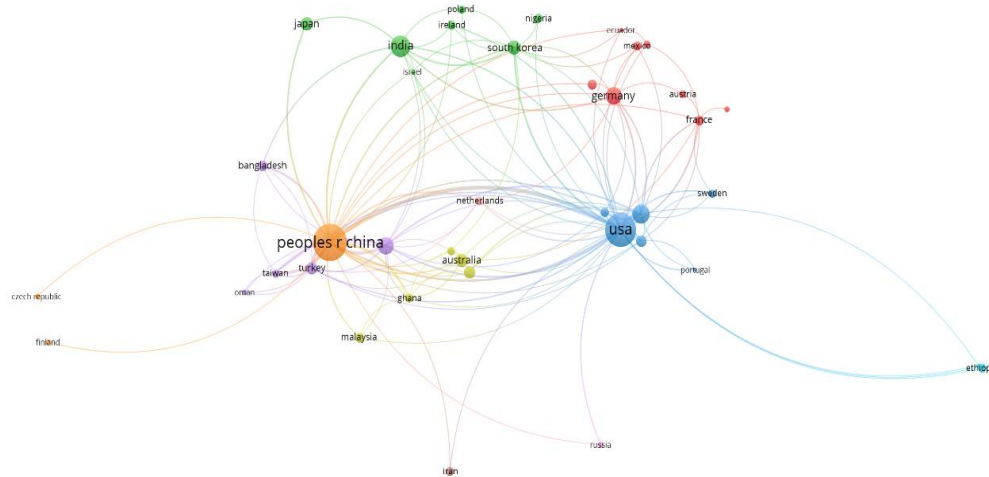 poland
japan
ireland
nigeria
ecuador
india
south korea
mexico
israel
germany
austria
france
bangladesh
sweden
netherlands
usa
peoples r china
australia
taiwan
turkey
portugal
oman
czech republic
ghana
malaysia
finland
ethiop
russia
iran